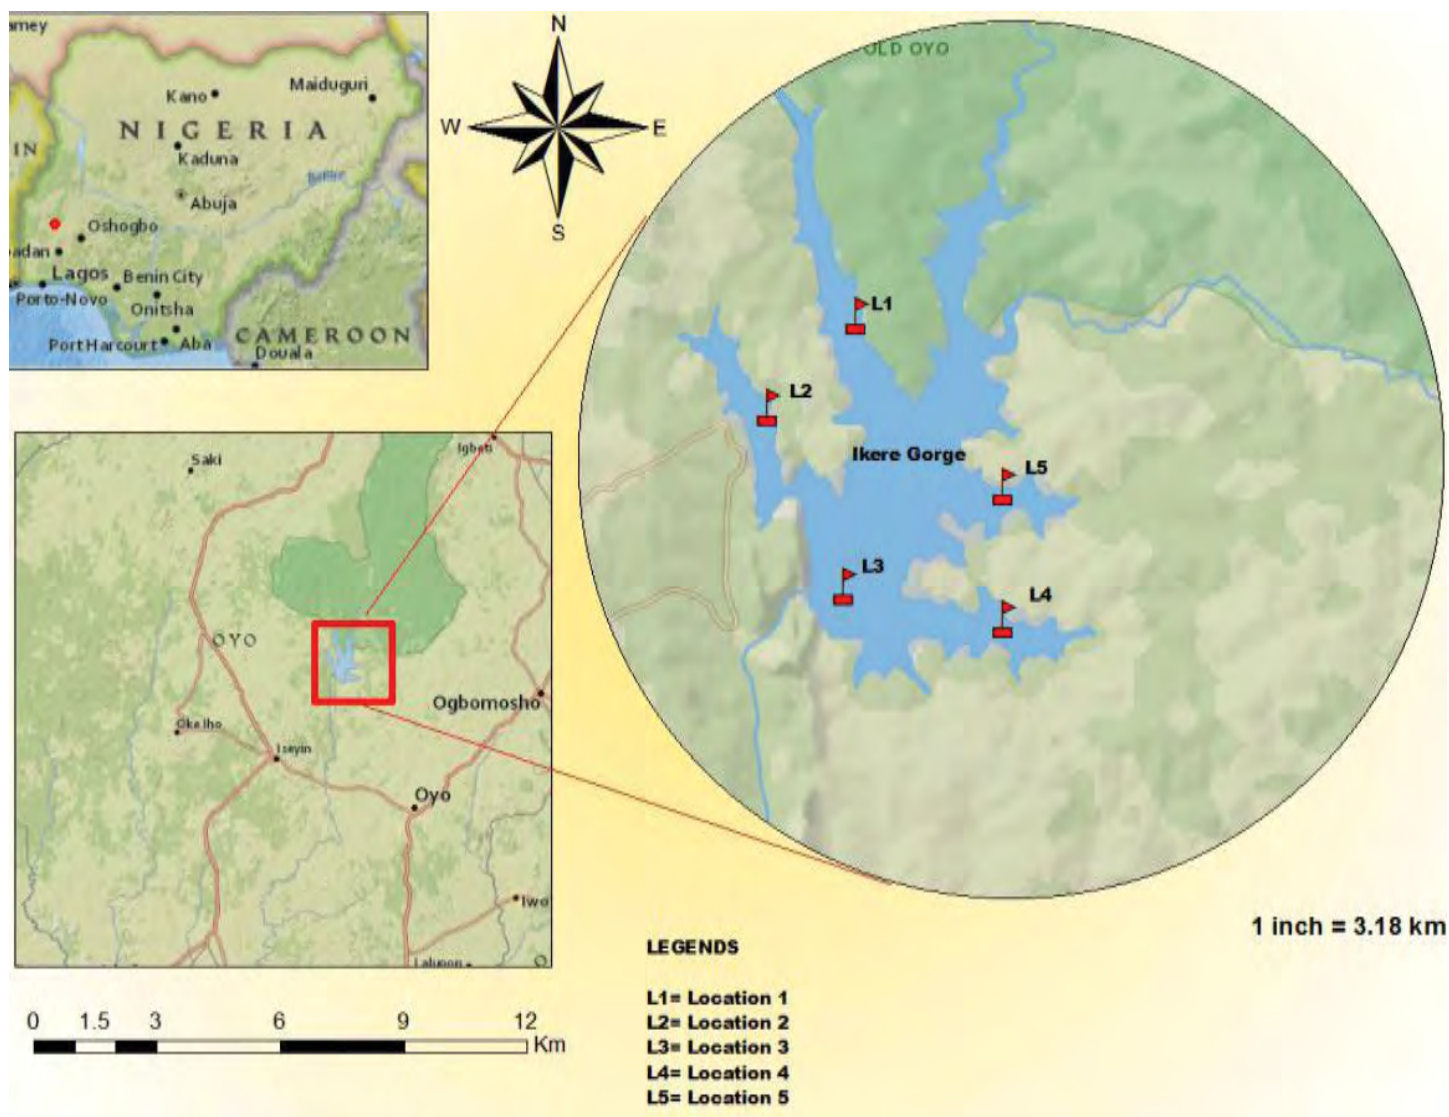 amey
Kano
Maiduguri
NIGERIA
IN
Kaduna
Abuja
Oshogbo
adan
Lagos
Benin City
Porto-Novo
Onitsha
CAMEROON
Port Harcourt
Aba
Douala
N
W
E
S
OLD OYO
L1
L2
Ikere Gorge
L5
L3
L4
Saki
Igbeti
OYO
Ogbomosho
Oke Iho
Iseyin
Oyo
Iwo
0 1.5 3 6 9 12
Km
1 inch = 3.18 km
LEGENDS
L1= Location 1
L2= Location 2
L3= Location 3
L4= Location 4
L5= Location 5